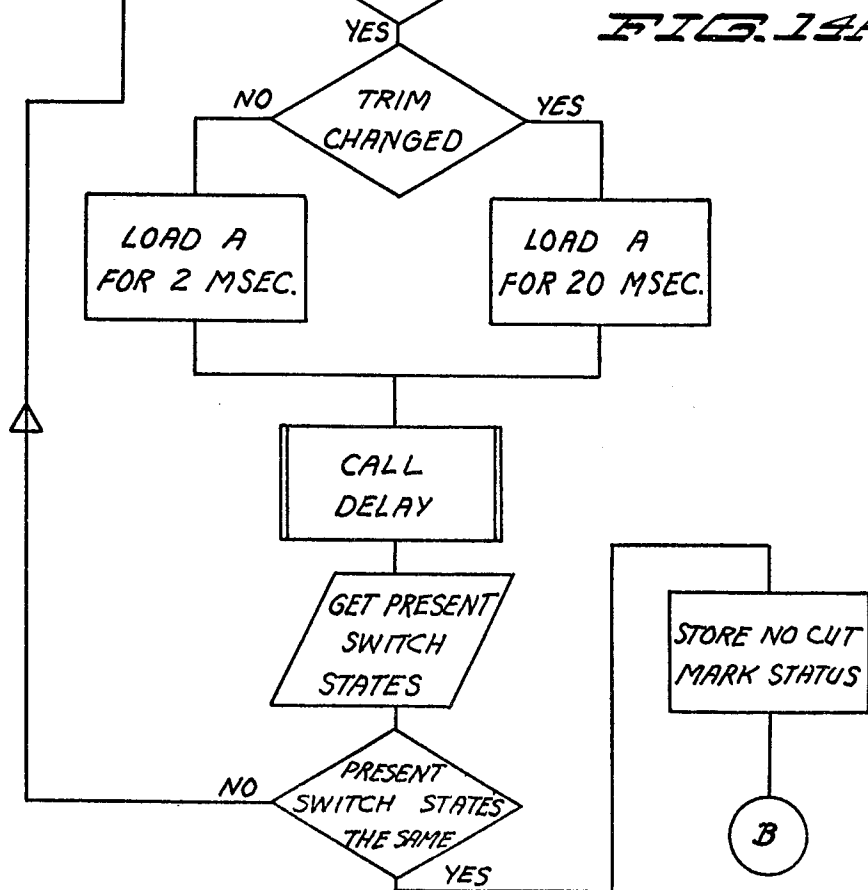 YES
FIG. 14A
NO
TRIM
CHANGED
YES
LOAD A
FOR 2 MSEC.
LOAD A
FOR 20 MSEC.
CALL
DELAY
GET PRESENT
SWITCH
STATES
STORE NO CUT
MARK STATUS
NO
PRESENT
SWITCH STATES
THE SAME
YES
B